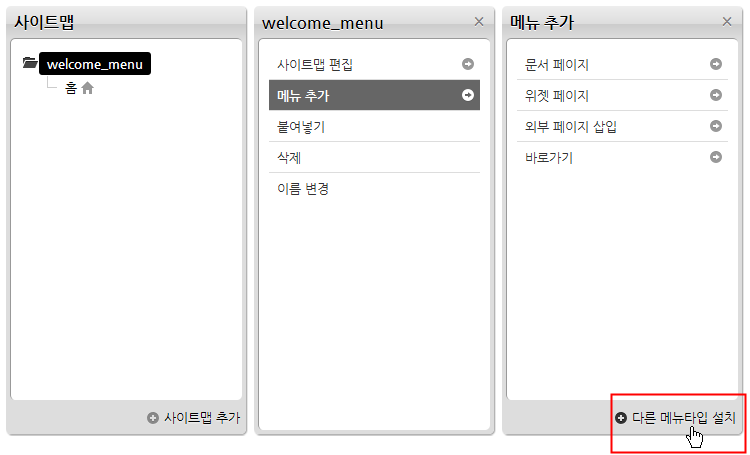 사이트맵
welcome_menu
홈
사이트맵 추가
welcome_menu
사이트맵 편집
메뉴 추가
붙여넣기
삭제
이름 변경
메뉴 추가
문서 페이지
위젯 페이지
외부 페이지 삽입
바로가기
다른 메뉴타입 설치